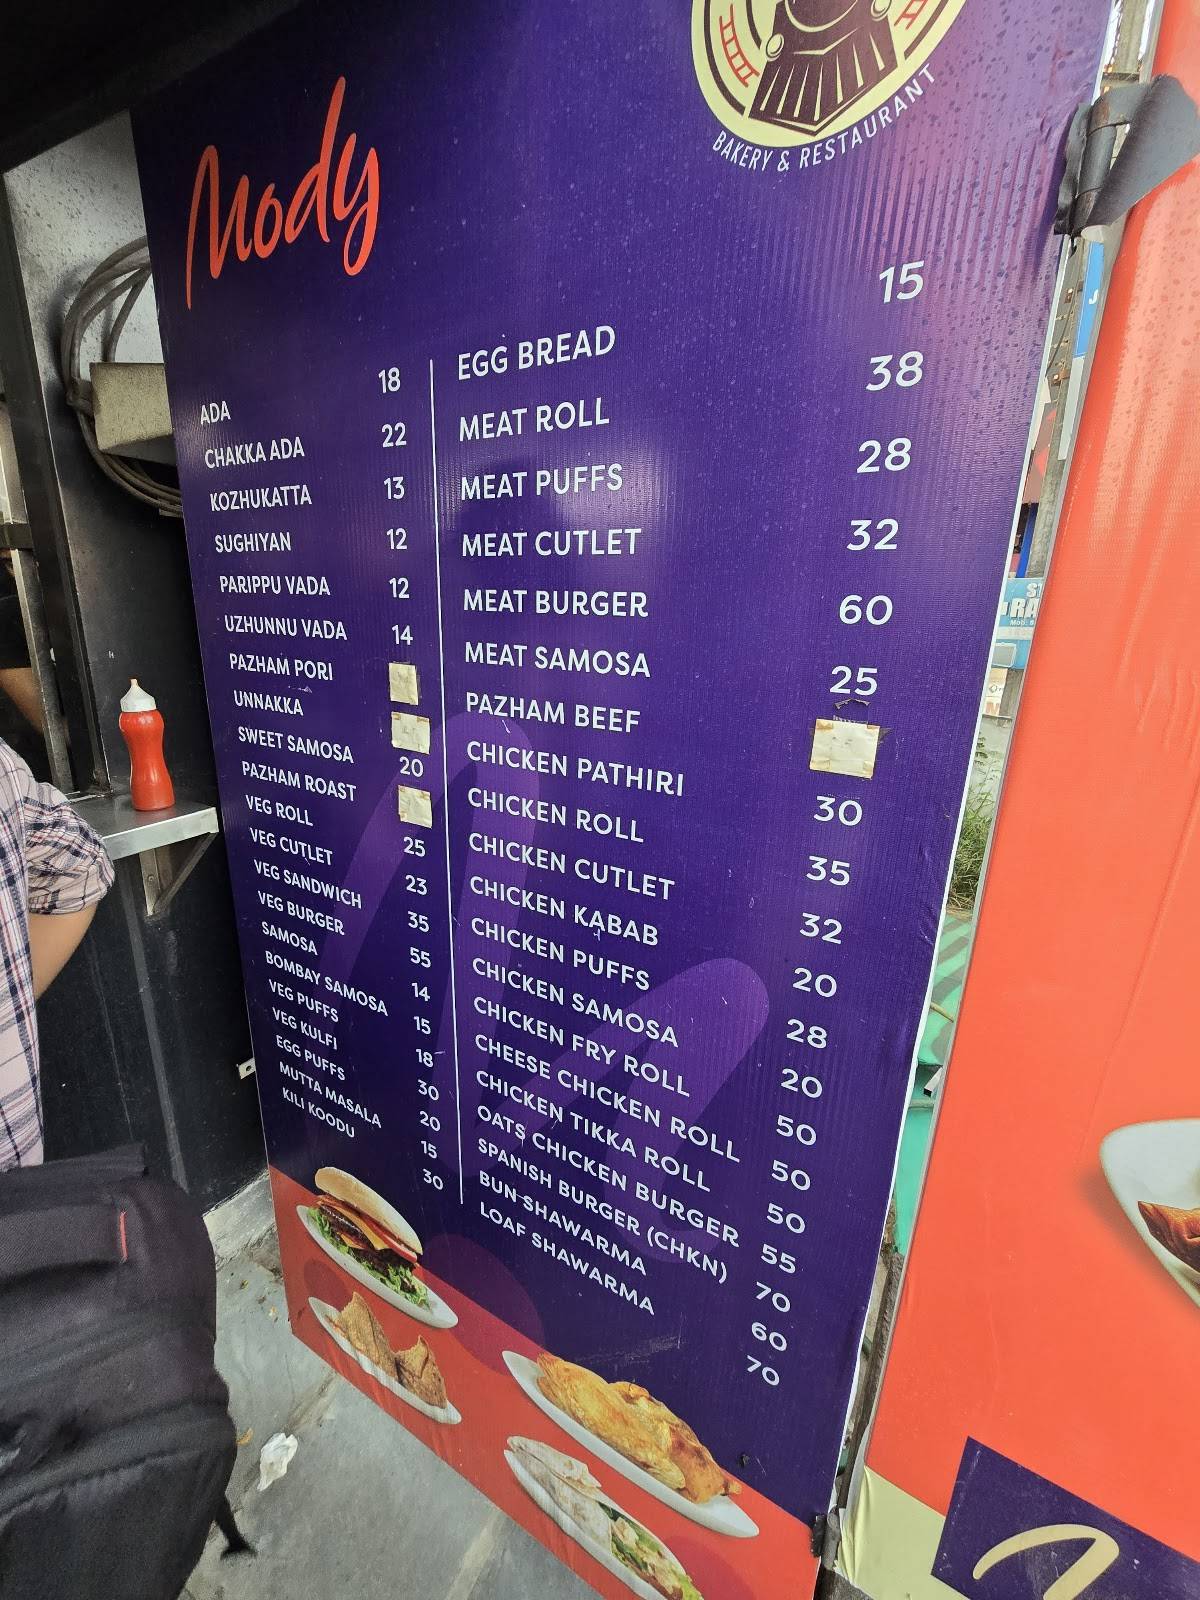 BAKERY & RESTAURANT
Mody
ADA 18
CHAKKA ADA 22
KOZHUKATTA 13
SUGHIYAN 12
PARIPPU VADA 12
UZHUNNU VADA 14
PAZHAM PORI
UNNAKKA
SWEET SAMOSA 20
PAZHAM ROAST
VEG ROLL 25
VEG CUTLET 23
VEG SANDWICH 35
VEG BURGER 55
SAMOSA 14
BOMBAY SAMOSA 15
VEG PUFFS 18
VEG KULFI 30
EGG PUFFS 20
MUTTA MASALA 15
KILI KOODU 30
EGG BREAD 15
MEAT ROLL 38
MEAT PUFFS 28
MEAT CUTLET 32
MEAT BURGER 60
MEAT SAMOSA 25
PAZHAM BEEF
CHICKEN PATHIRI 30
CHICKEN ROLL 35
CHICKEN CUTLET 32
CHICKEN KABAB 20
CHICKEN PUFFS 28
CHICKEN SAMOSA 20
CHICKEN FRY ROLL 50
CHEESE CHICKEN ROLL 50
CHICKEN TIKKA ROLL 50
OATS CHICKEN BURGER 55
SPANISH BURGER (CHKN) 70
BUN SHAWARMA 60
LOAF SHAWARMA 70